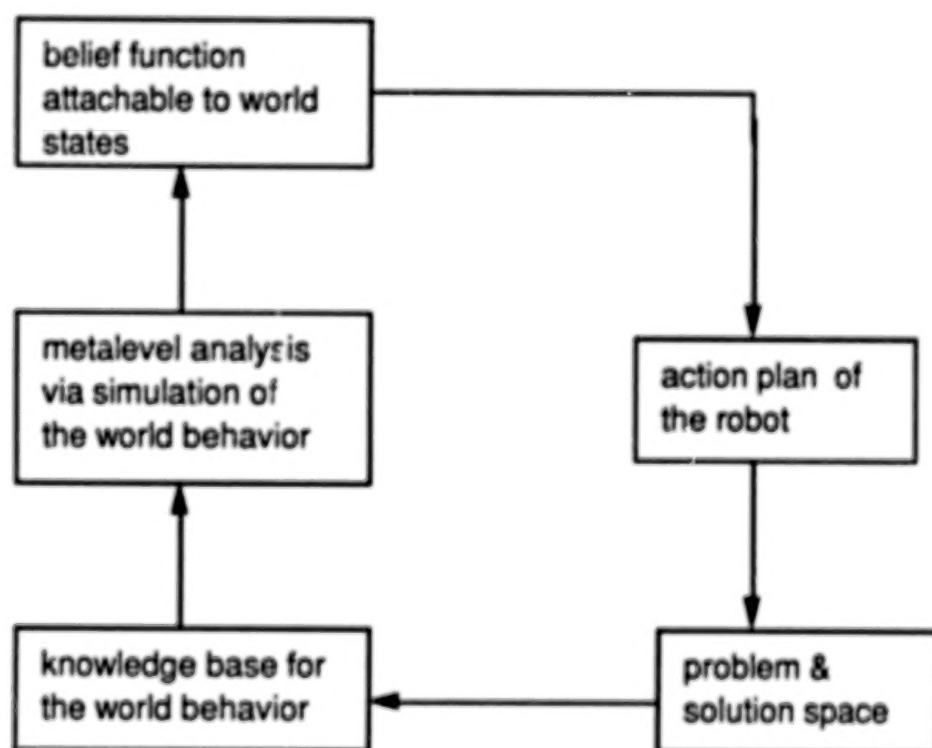 belief function
attachable to world
states
metalevel analysis
via simulation of
the world behavior
action plan of
the robot
knowledge base for
the world behavior
problem &
solution space